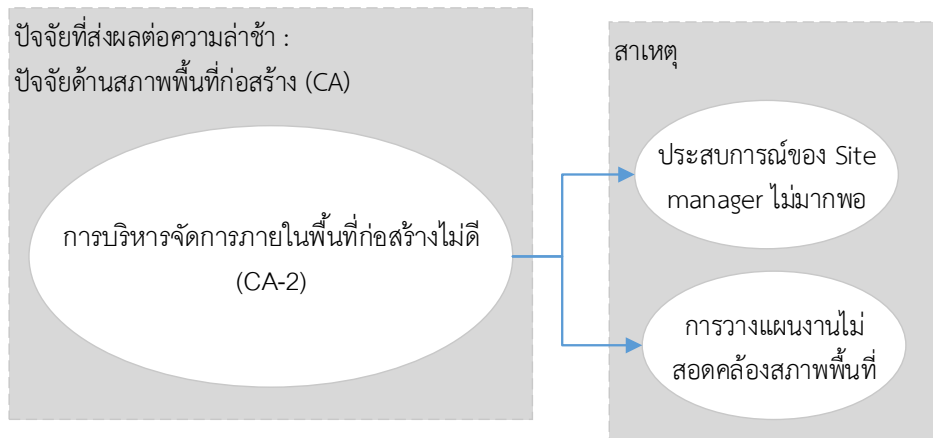 ปัจจัยที่ส่งผลต่อความล่าช้า :
ปัจจัยด้านสภาพพื้นที่ก่อสร้าง (CA)
การบริหารจัดการภายในพื้นที่ก่อสร้างไม่ดี
(CA-2)
สาเหตุ
ประสบการณ์ของ Site
manager ไม่มากพอ
การวางแผนงานไม่
สอดคล้องสภาพพื้นที่